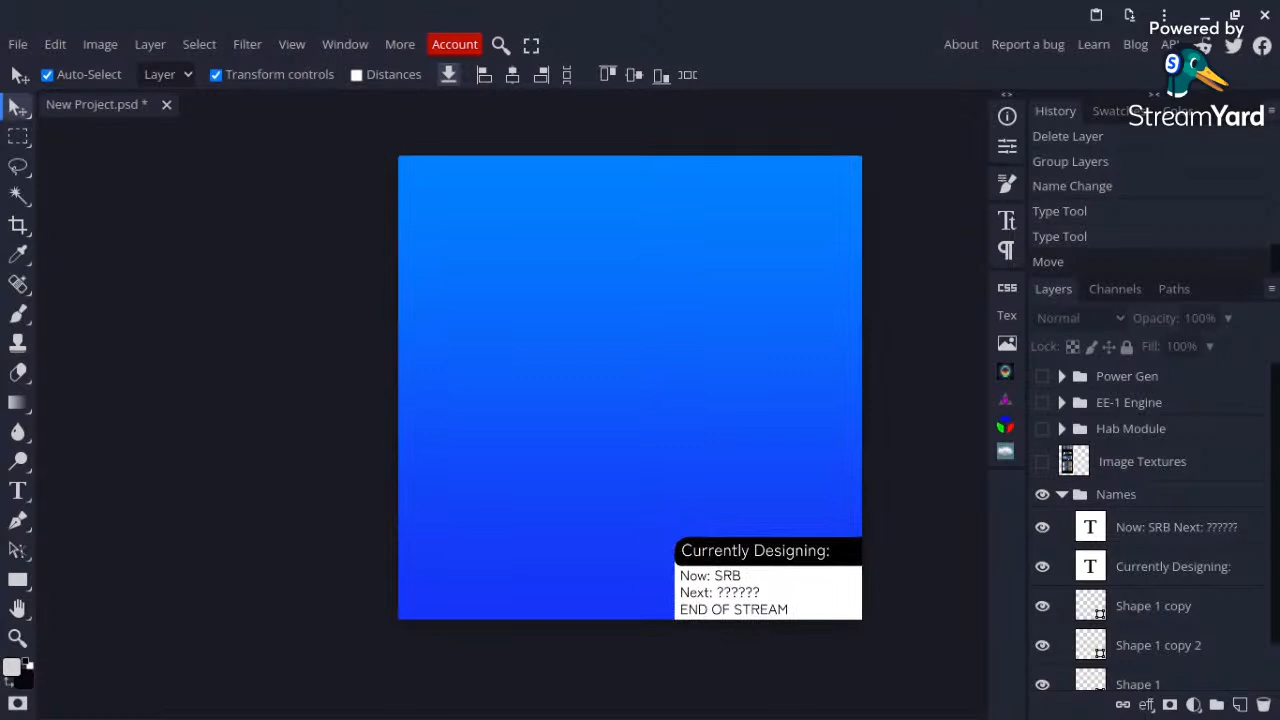 Powered by
StreamYard
File Edit Image Layer Select Filter View Window More Account
About Report a bug Learn Blog
Auto-Select Layer Transform controls Distances
New Project.psd *
History
Delete Layer
Group Layers
Name Change
Type Tool
Type Tool
Move
Layers Channels Paths
Normal Opacity: 100%
Lock: Fill: 100%
Power Gen
EE-1 Engine
Hab Module
Image Textures
Names
T Now: SRB Next: ??????
T Currently Designing:
Shape 1 copy
Shape 1 copy 2
Shape 1
CSS
Tex
eff
Currently Designing:
Now: SRB
Next: ??????
END OF STREAM